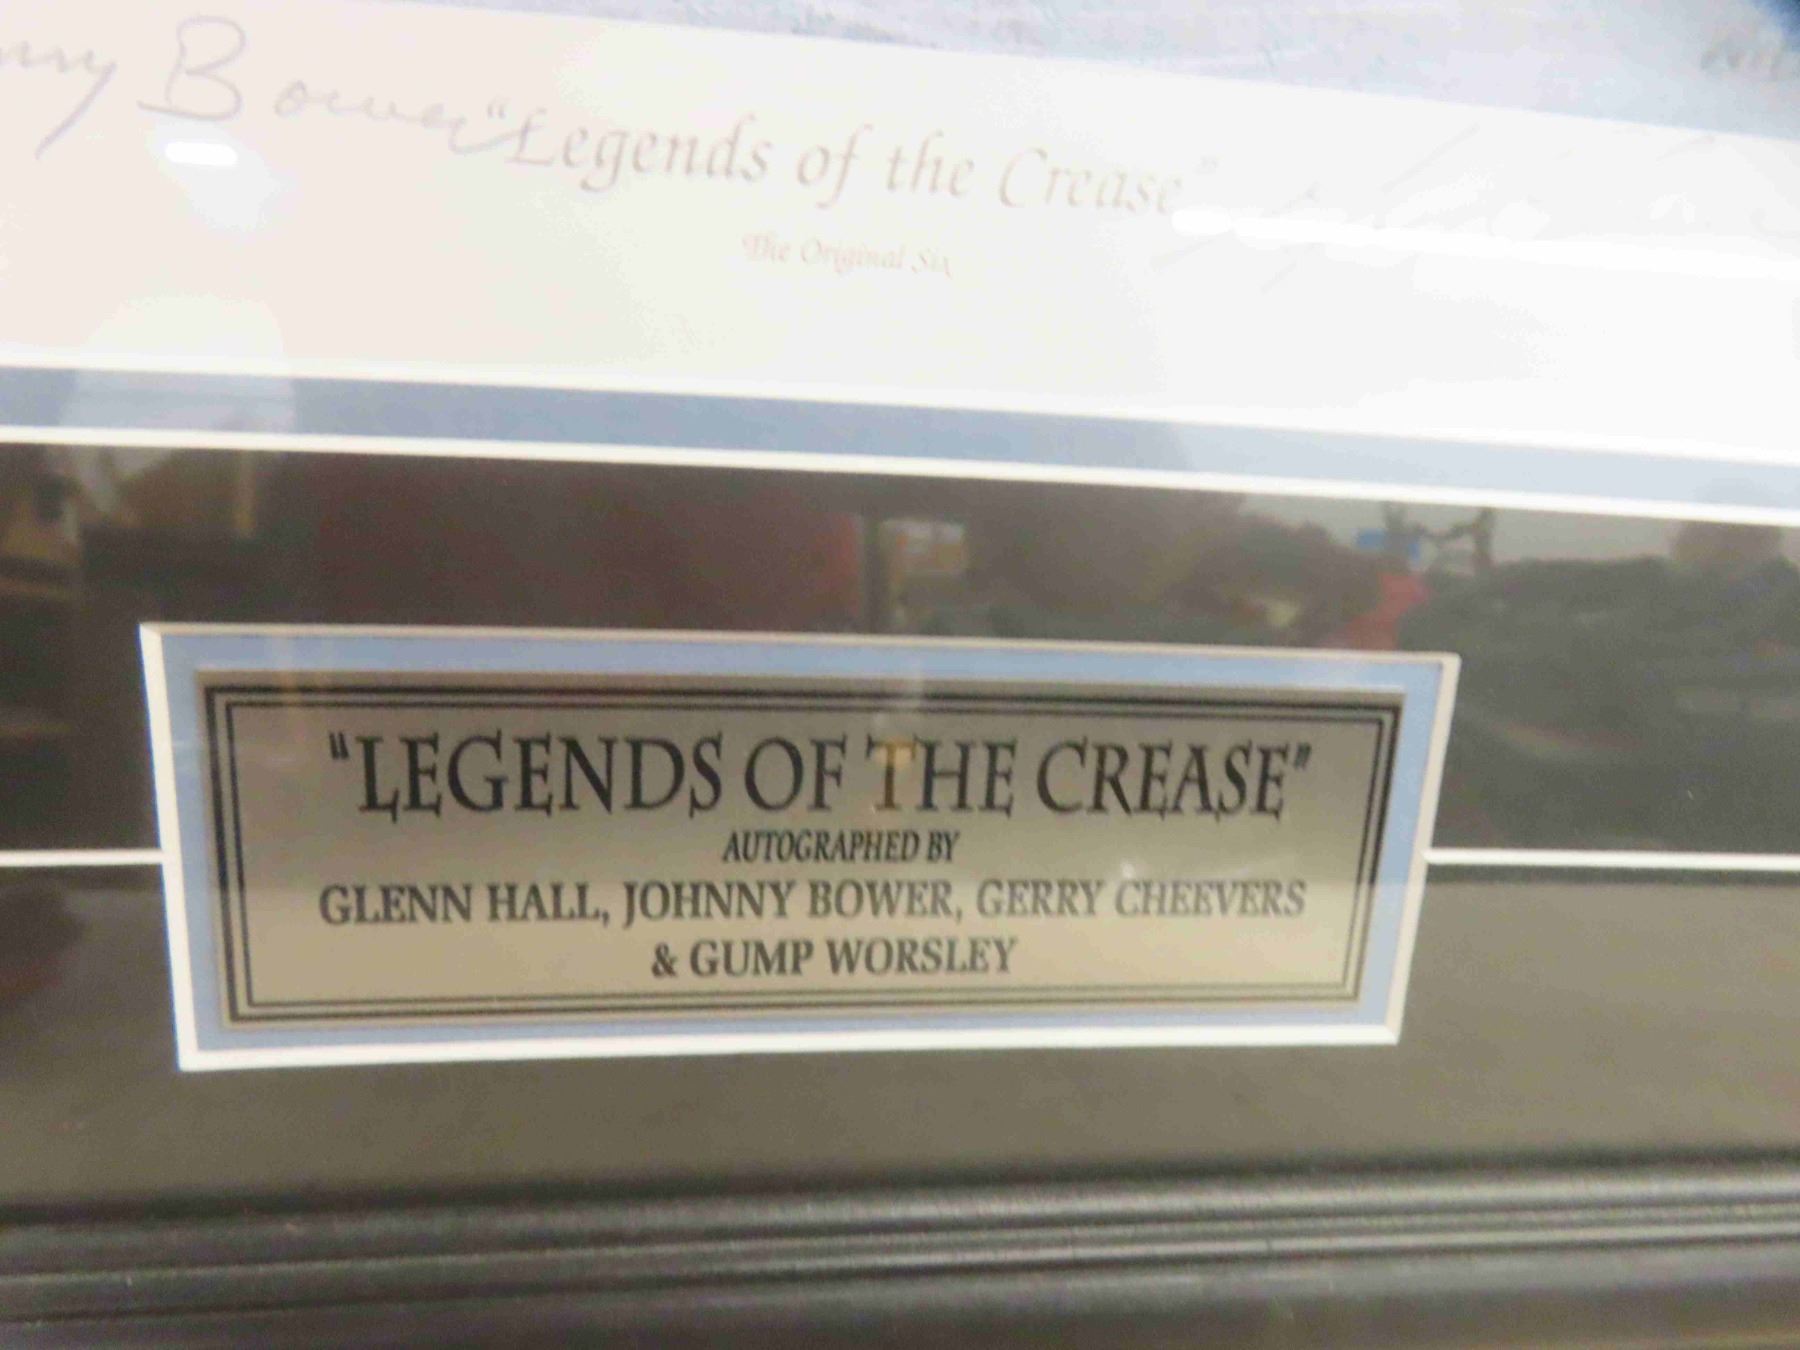 Bower
"Legends of the Crease"
The Original Six
"LEGENDS OF THE CREASE"
AUTOGRAPHED BY
GLENN HALL, JOHNNY BOWER, GERRY CHEEVERS
& GUMP WORSLEY